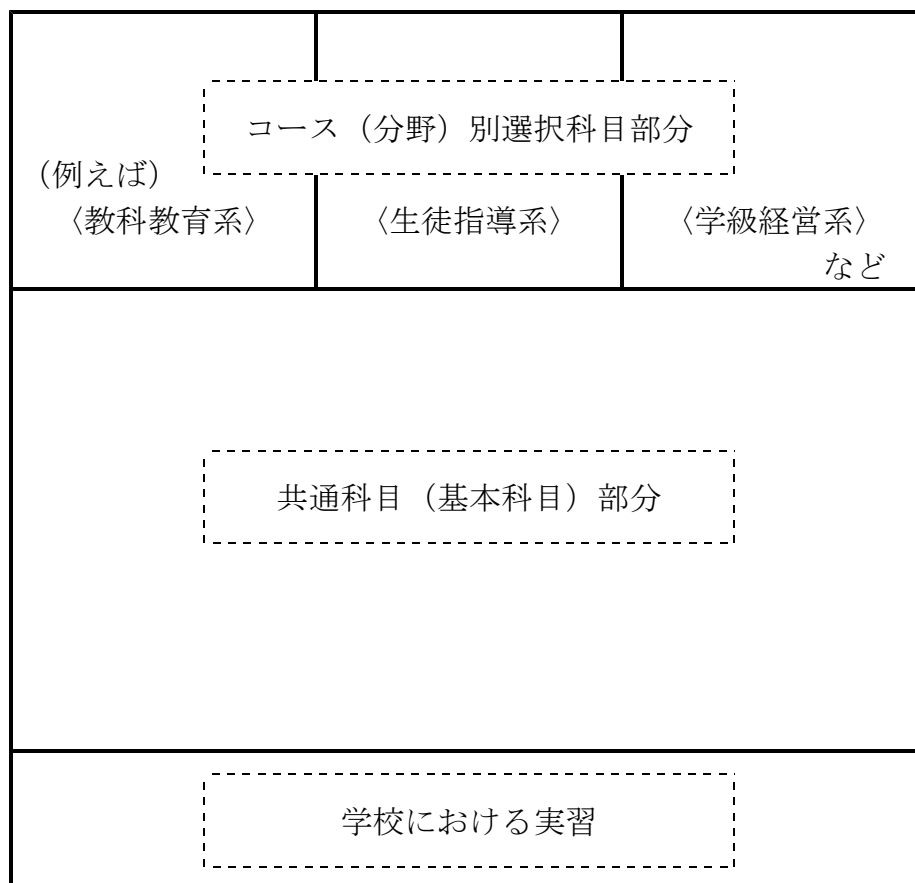 コース（分野）別選択科目部分
（例えば）
〈教科教育系〉
〈生徒指導系〉
〈学級経営系〉
など
共通科目（基本科目）部分
学校における実習